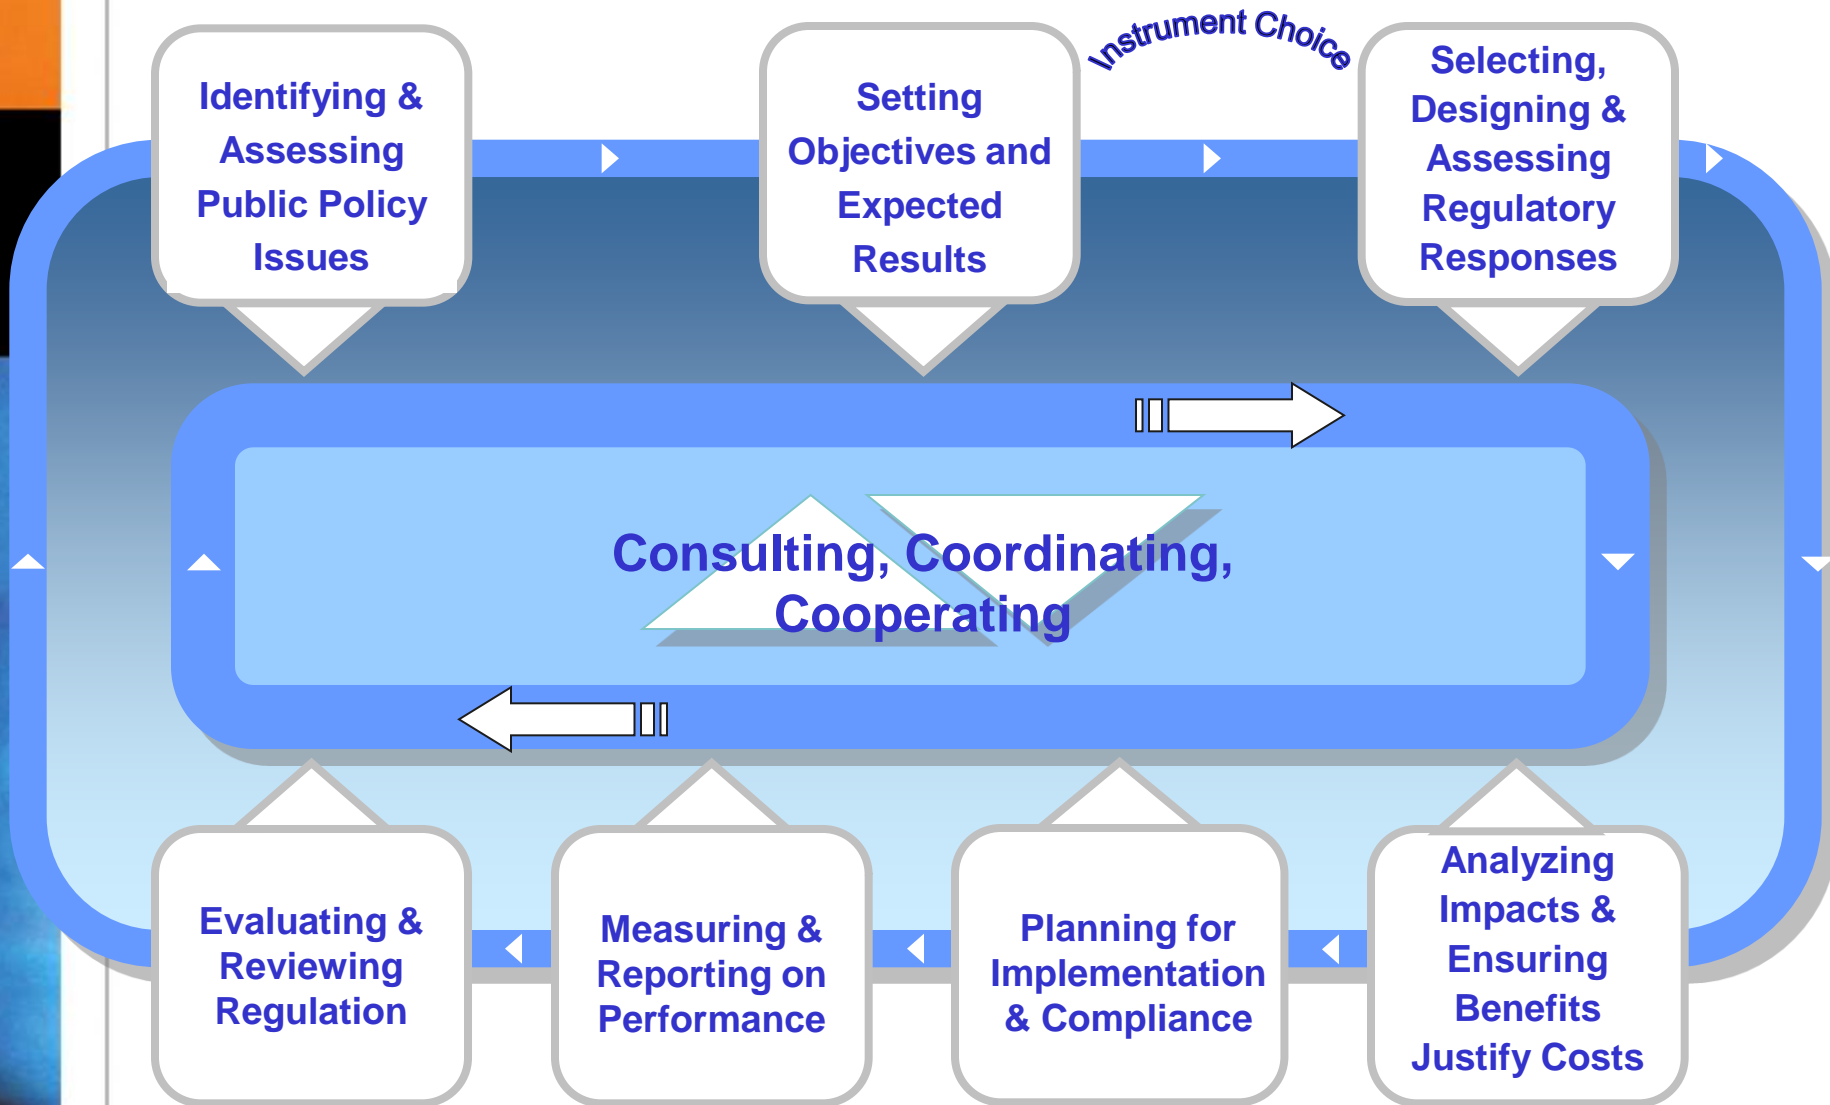 Identifying &
Assessing
Public Policy
Issues
Setting
Objectives and
Expected
Results
Instrument Choice
Selecting,
Designing &
Assessing
Regulatory
Responses
Consulting, Coordinating,
Cooperating
Evaluating &
Reviewing
Regulation
Measuring &
Reporting on
Performance
Planning for
Implementation
& Compliance
Analyzing
Impacts &
Ensuring
Benefits
Justify Costs